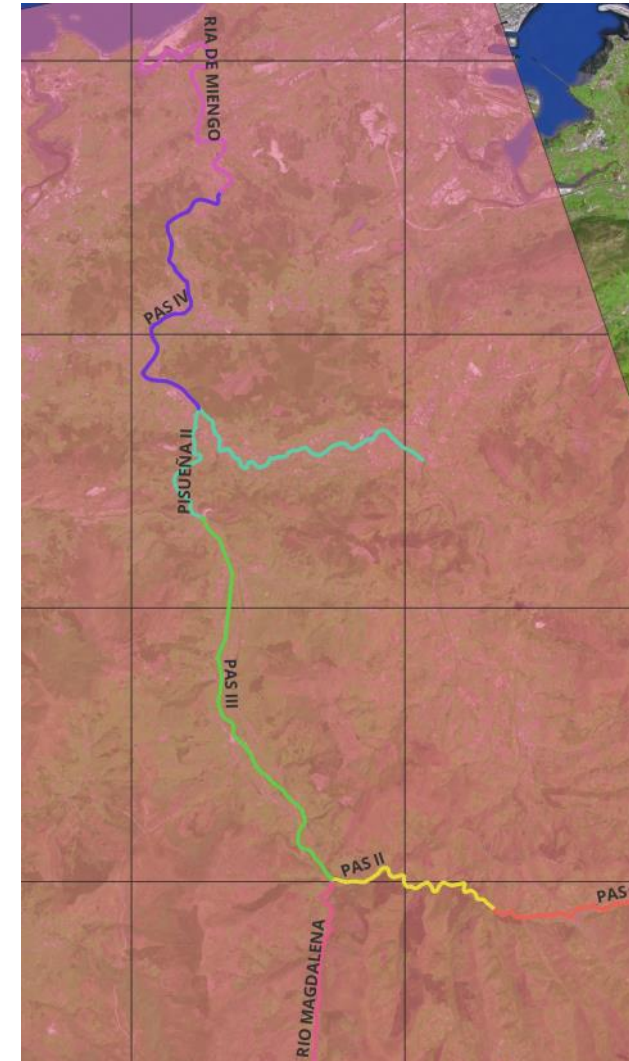 RIA DE MIENGO
PAS IV
PISUEÑA II
PAS III
PAS II
PAS
RIO MAGDALENA